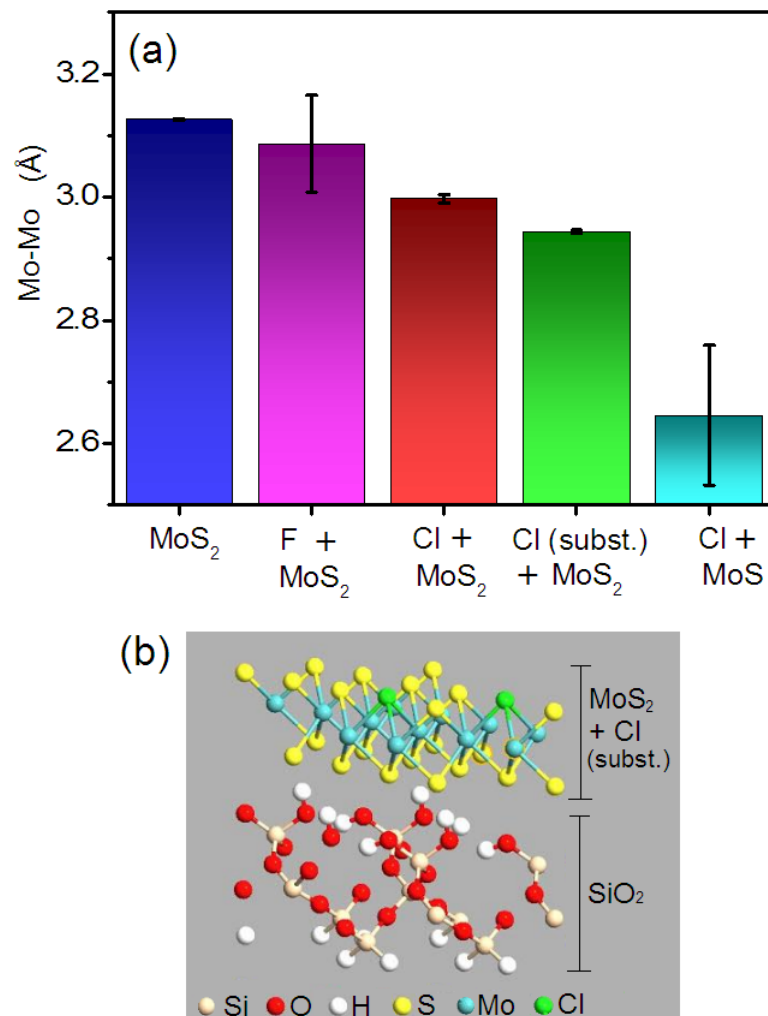 (a)
Mo-Mo (Å)
3.2
3.0
2.8
2.6
MoS₂
F + MoS₂
Cl + MoS₂
Cl (subst.) + MoS₂
Cl + MoS
(b)
MoS₂
+ Cl
(subst.)
SiO₂
Si O H S Mo Cl